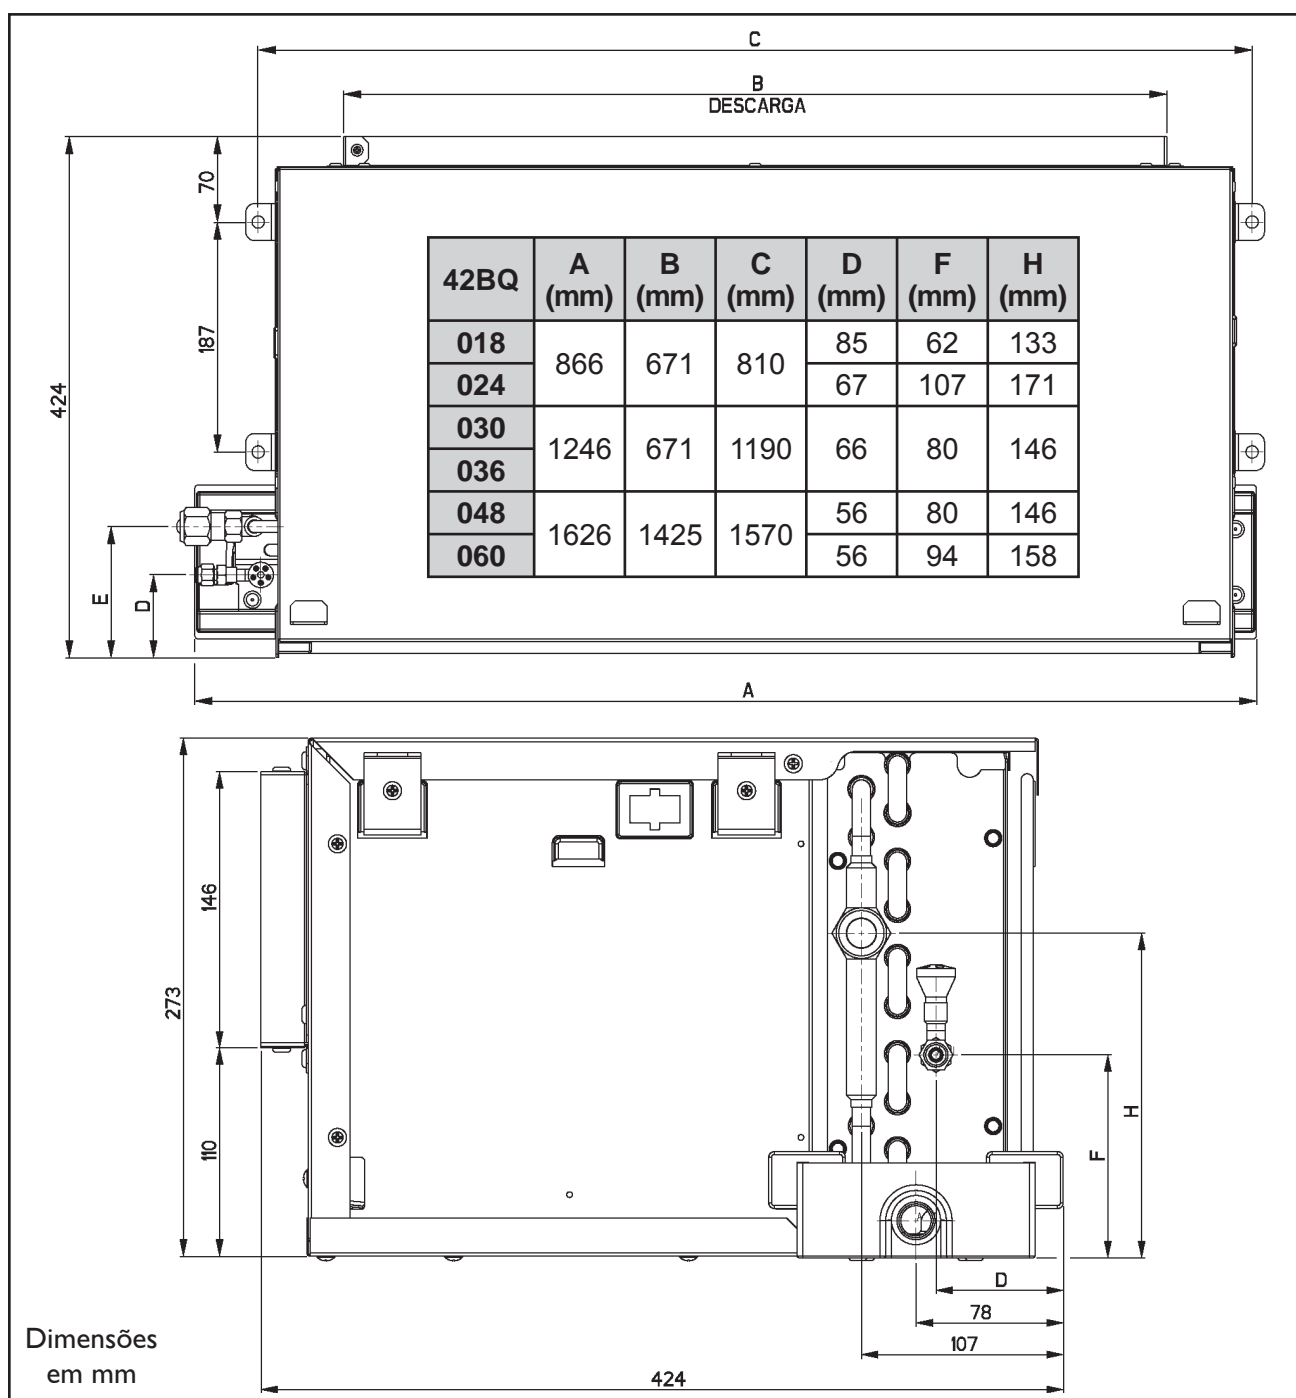 C
B
DESCARGA
70
187
424
E
D
42BQ A (mm) B (mm) C (mm) D (mm) F (mm) H (mm)
018 866 671 810 85 62 133
024 67 107 171
030 1246 671 1190 66 80 146
036
048 1626 1425 1570 56 80 146
060 56 94 158
A
146
273
110
H
F
D
78
107
424
Dimensões
em mm